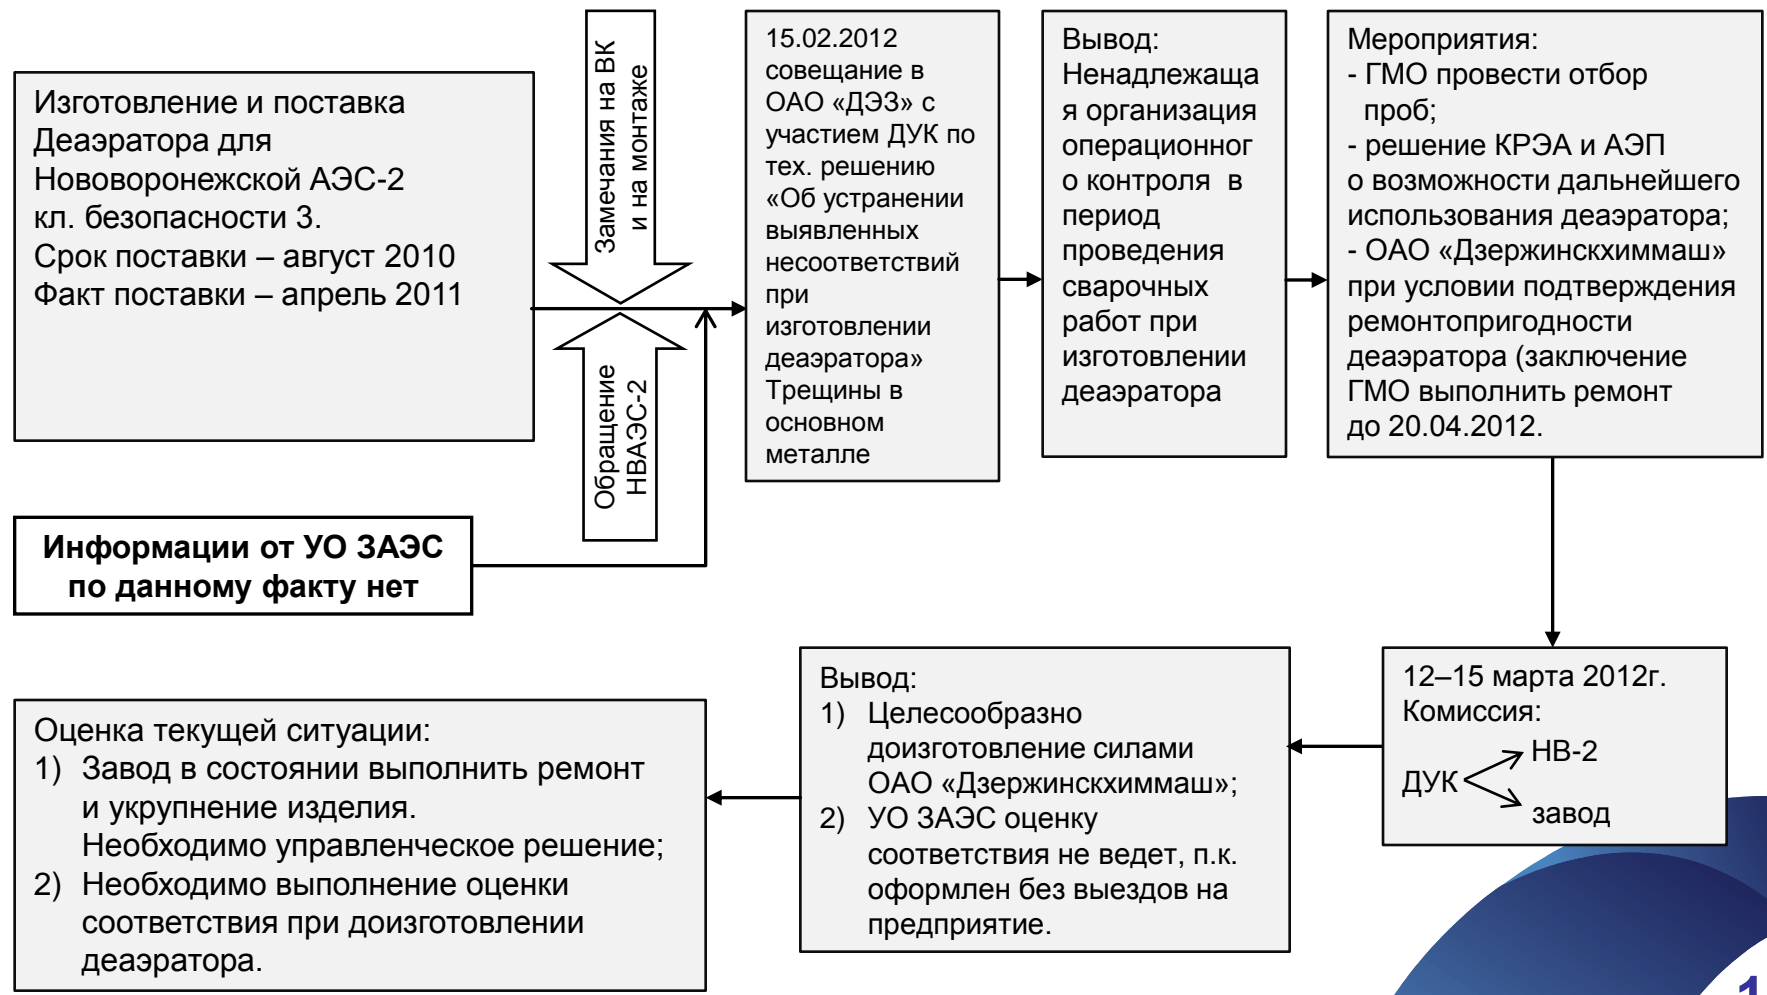 Изготовление и поставка
Деаэратора для
Нововоронежской АЭС-2
кл. безопасности 3.
Срок поставки – август 2010
Факт поставки – апрель 2011
Замечания на ВК
и на монтаже
Обращение
НВАЭС-2
Информации от УО ЗАЭС
по данному факту нет
15.02.2012
совещание в
ОАО «ДЭЗ» с
участием ДУК по
тех. решению
«Об устранении
выявленных
несоответствий
при
изготовлении
деаэратора»
Трещины в
основном
металле
Вывод:
Ненадлежаща
я организация
операционног
о контроля в
период
проведения
сварочных
работ при
изготовлении
деаэратора
Мероприятия:
- ГМО провести отбор
проб;
- решение КРЭА и АЭП
о возможности дальнейшего
использования деаэратора;
- ОАО «Дзержинскхиммаш»
при условии подтверждения
ремонтопригодности
деаэратора (заключение
ГМО выполнить ремонт
до 20.04.2012.
12–15 марта 2012г.
Комиссия:
НВ-2
ДУК
завод
Вывод:
1) Целесообразно
доизготовление силами
ОАО «Дзержинскхиммаш»;
2) УО ЗАЭС оценку
соответствия не ведет, п.к.
оформлен без выездов на
предприятие.
Оценка текущей ситуации:
1) Завод в состоянии выполнить ремонт
и укрупнение изделия.
Необходимо управленческое решение;
2) Необходимо выполнение оценки
соответствия при доизготовлении
деаэратора.